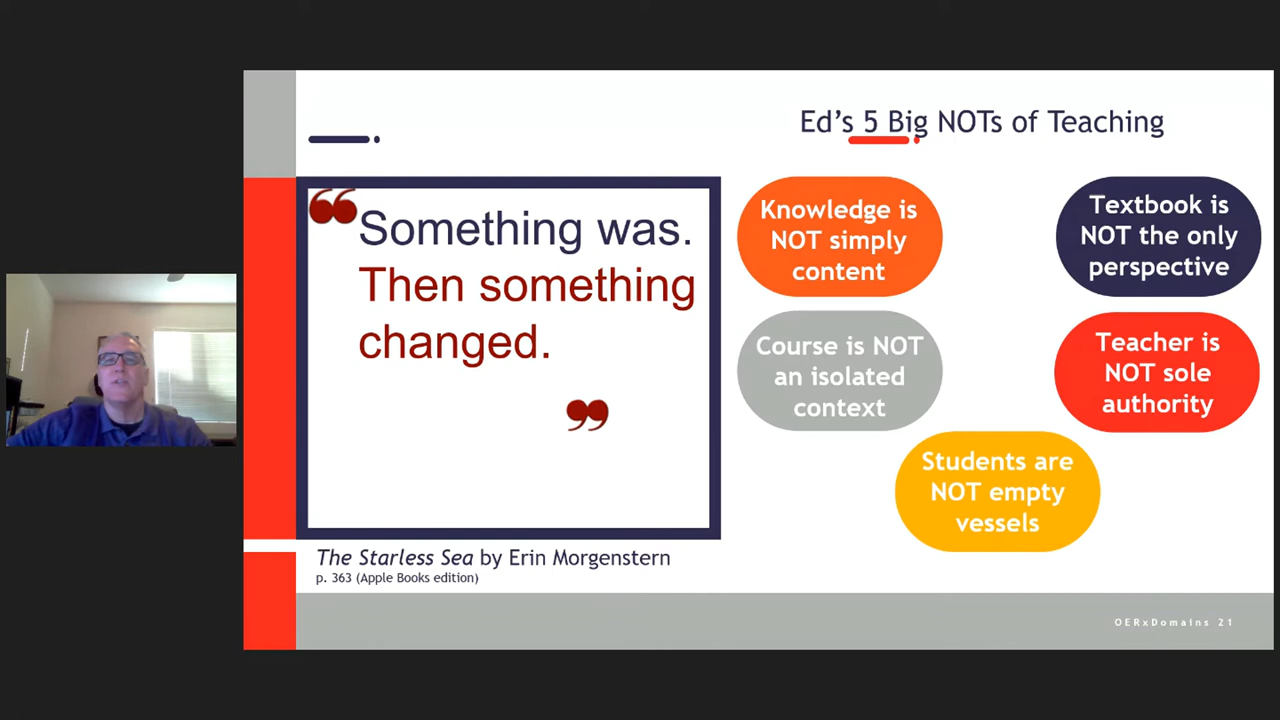 Ed's 5 Big NOTs of Teaching
“Something was.
Then something
changed.”
The Starless Sea by Erin Morgenstern
p. 363 (Apple Books edition)
Knowledge is
NOT simply
content
Textbook is
NOT the only
perspective
Course is NOT
an isolated
context
Teacher is
NOT sole
authority
Students are
NOT empty
vessels
OERxDomains 21